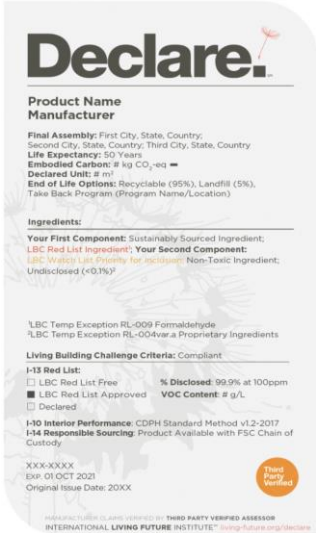 Declare.
Product Name
Manufacturer
Final Assembly: First City, State, Country;
Second City, State, Country; Third City, State, Country
Life Expectancy: 50 Years
Embodied Carbon: # kg CO₂-eq
Declared Unit: # m²
End of Life Options: Recyclable (95%), Landfill (5%),
Take Back Program (Program Name/Location)
Ingredients:
Your First Component: Sustainably Sourced Ingredient;
LBC Red List Ingredient¹; Your Second Component:
LBC Watch List Priority for inclusion; Non-Toxic Ingredient;
Undisclosed (<0.1%)²
¹LBC Temp Exception RL-009 Formaldehyde
²LBC Temp Exception RL-004var.a Proprietary Ingredients
Living Building Challenge Criteria: Compliant
I-13 Red List:
LBC Red List Free % Disclosed: 99.9% at 100ppm
LBC Red List Approved VOC Content: # g/L
Declared
I-10 Interior Performance: CDPH Standard Method v1.2-2017
I-14 Responsible Sourcing: Product Available with FSC Chain of
Custody
XXX-XXXX
EXP. 01 OCT 2021
Original Issue Date: 20XX
Third
Party
Verified
MANUFACTURER CLAIMS VERIFIED BY THIRD PARTY VERIFIED ASSESSOR
INTERNATIONAL LIVING FUTURE INSTITUTE™ living-future.org/declare